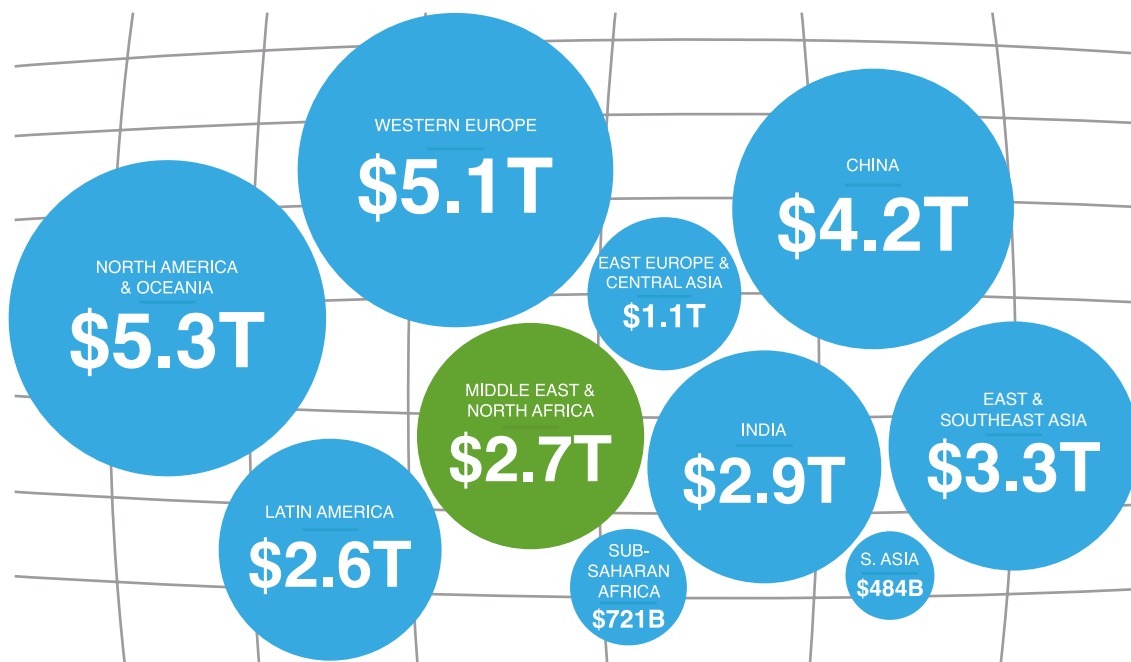 WESTERN EUROPE
$5.1T
CHINA
$4.2T
NORTH AMERICA
& OCEANIA
$5.3T
EAST EUROPE &
CENTRAL ASIA
$1.1T
MIDDLE EAST &
NORTH AFRICA
$2.7T
INDIA
$2.9T
EAST &
SOUTHEAST ASIA
$3.3T
LATIN AMERICA
$2.6T
SUB-
SAHARAN
AFRICA
$721B
S. ASIA
$484B